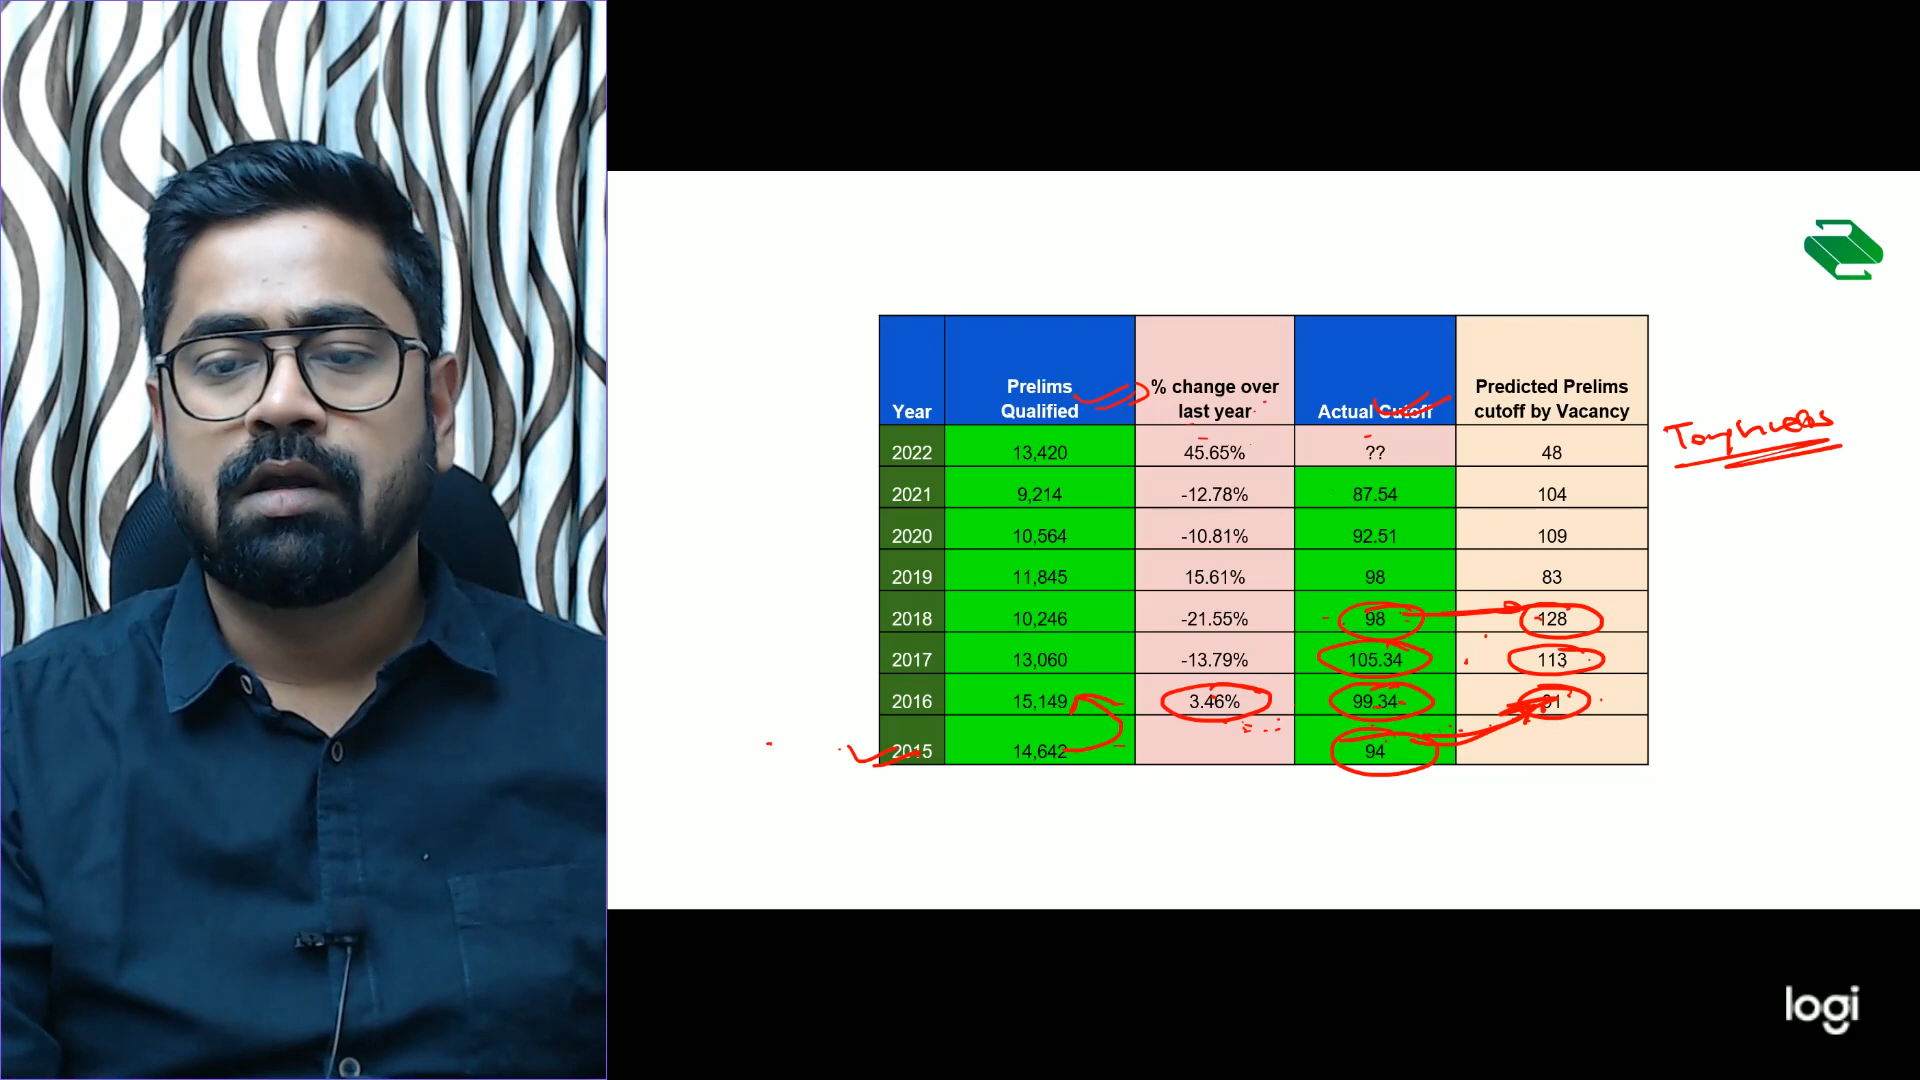 Year
Prelims
Qualified
% change over
last year
Actual Cutoff
Predicted Prelims
cutoff by Vacancy
2022 13,420 45.65% ?? 48
2021 9,214 -12.78% 87.54 104
2020 10,564 -10.81% 92.51 109
2019 11,845 15.61% 98 83
2018 10,246 -21.55% 98 128
2017 13,060 -13.79% 105.34 113
2016 15,149 3.46% 99.34
2015 14,642 94
Toughness
logi